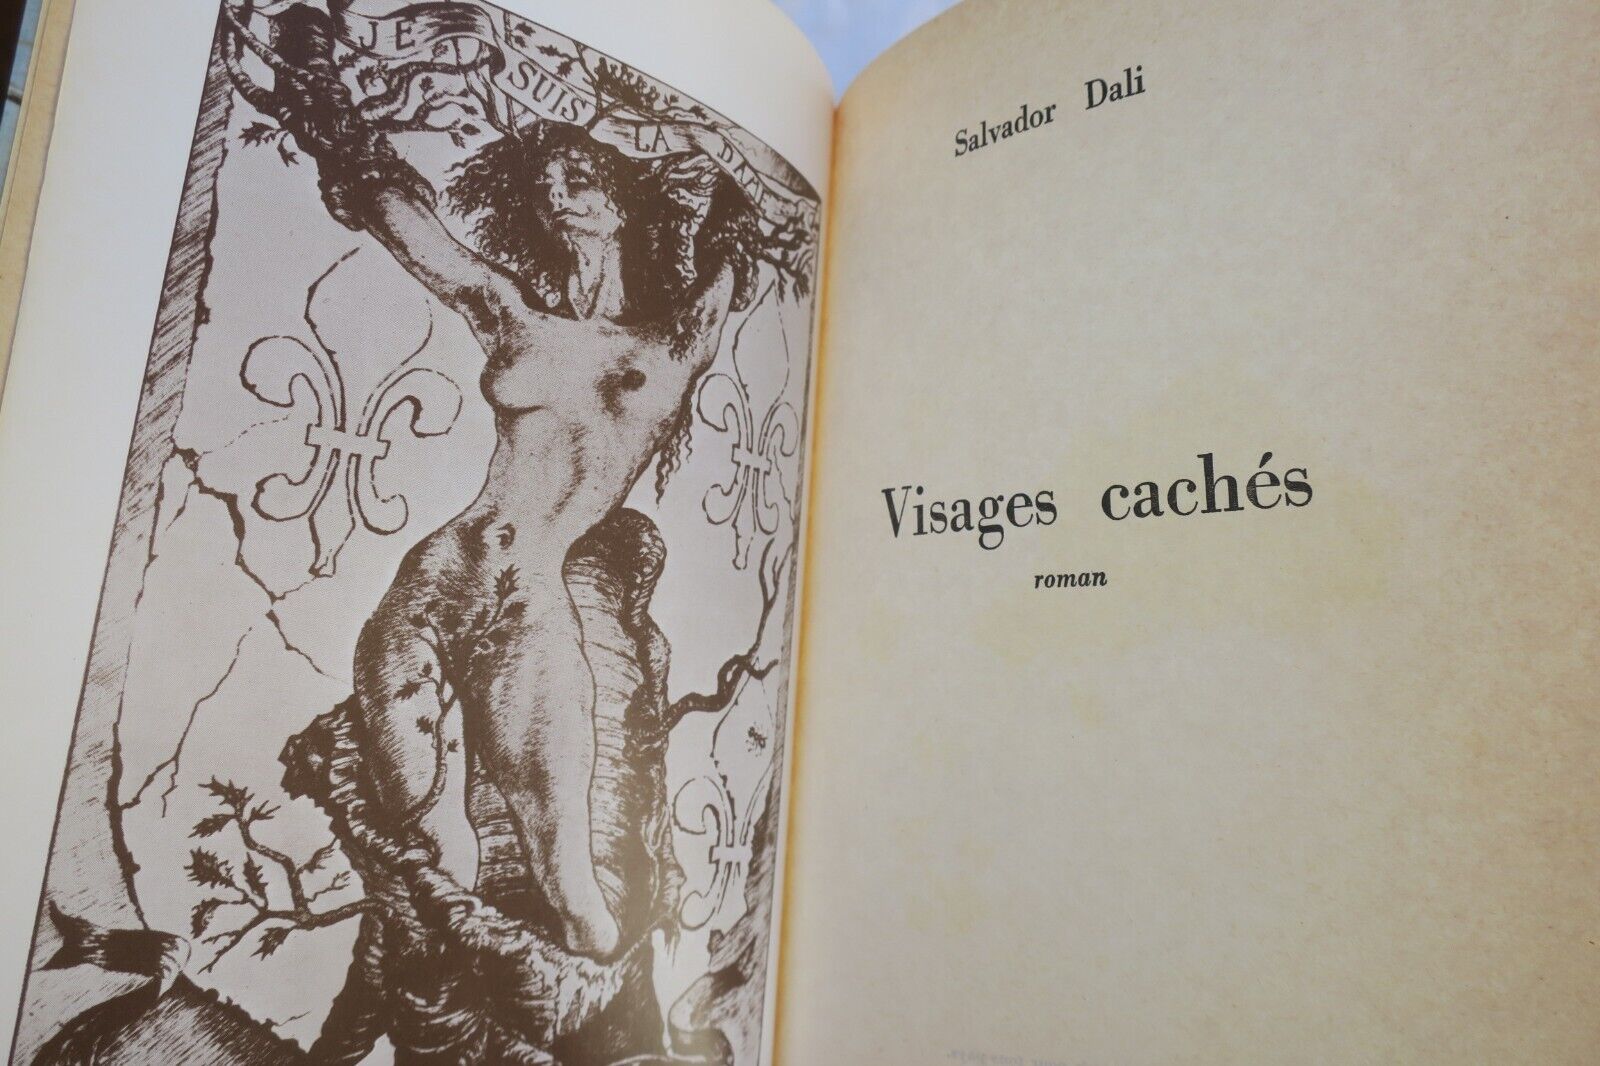 JE SUIS LA DAME
Salvador Dali
Visages cachés
roman